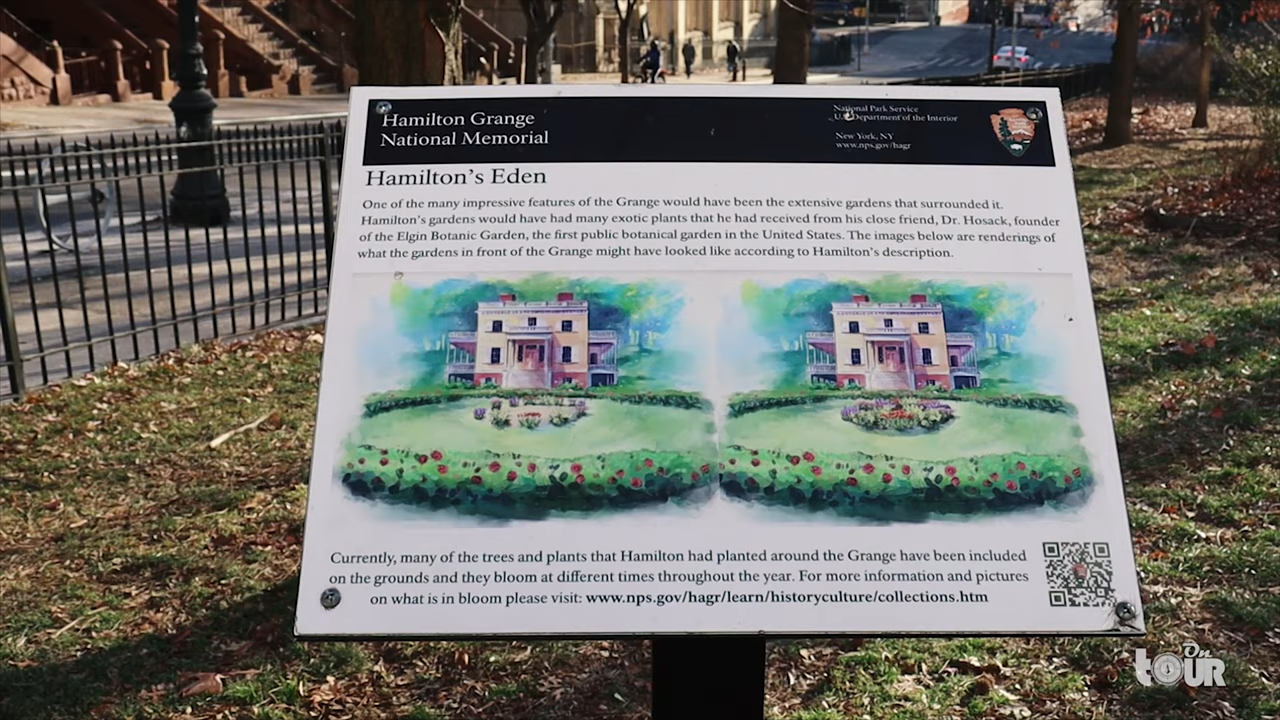 Hamilton Grange
National Memorial
National Park Service
U.S. Department of the Interior
New York, NY
www.nps.gov/hagr
Hamilton's Eden
One of the many impressive features of the Grange would have been the extensive gardens that surrounded it.
Hamilton's gardens would have had many exotic plants that he had received from his close friend, Dr. Hosack, founder
of the Elgin Botanic Garden, the first public botanical garden in the United States. The images below are renderings of
what the gardens in front of the Grange might have looked like according to Hamilton's description.
Currently, many of the trees and plants that Hamilton had planted around the Grange have been included
on the grounds and they bloom at different times throughout the year. For more information and pictures
on what is in bloom please visit: www.nps.gov/hagr/learn/historyculture/collections.htm
On
toUR